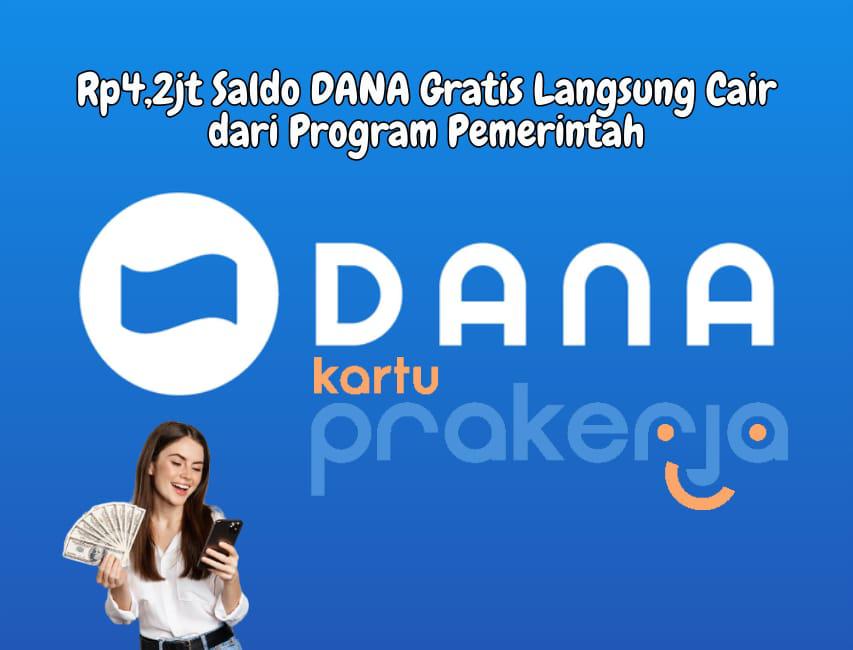 Rp4,2jt Saldo DANA Gratis Langsung Cair
dari Program Pemerintah
DANA
kartu
prakerja